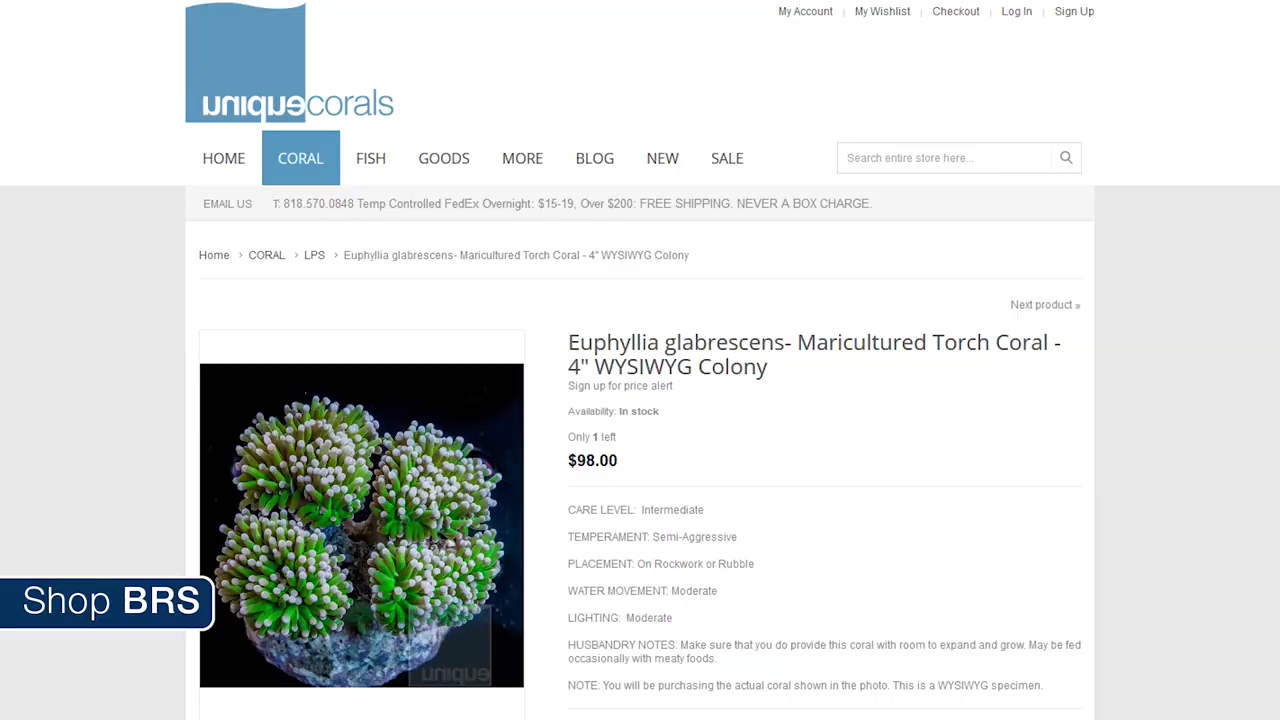 My Account
My Wishlist
Checkout
Log In
Sign Up
uniquecorals
HOME
CORAL
FISH
GOODS
MORE
BLOG
NEW
SALE
Search entire store here...
EMAIL US
T: 818.570.0848 Temp Controlled FedEx Overnight: $15-19, Over $200: FREE SHIPPING. NEVER A BOX CHARGE.
Home > CORAL > LPS > Euphyllia glabrescens- Maricultured Torch Coral - 4" WYSIWYG Colony
Next product »
Euphyllia glabrescens- Maricultured Torch Coral -
4" WYSIWYG Colony
Sign up for price alert
Availability: In stock
Only 1 left
$98.00
CARE LEVEL: Intermediate
TEMPERAMENT: Semi-Aggressive
PLACEMENT: On Rockwork or Rubble
WATER MOVEMENT: Moderate
LIGHTING: Moderate
HUSBANDRY NOTES: Make sure that you do provide this coral with room to expand and grow. May be fed
occasionally with meaty foods.
NOTE: You will be purchasing the actual coral shown in the photo. This is a WYSIWYG specimen.
Shop BRS